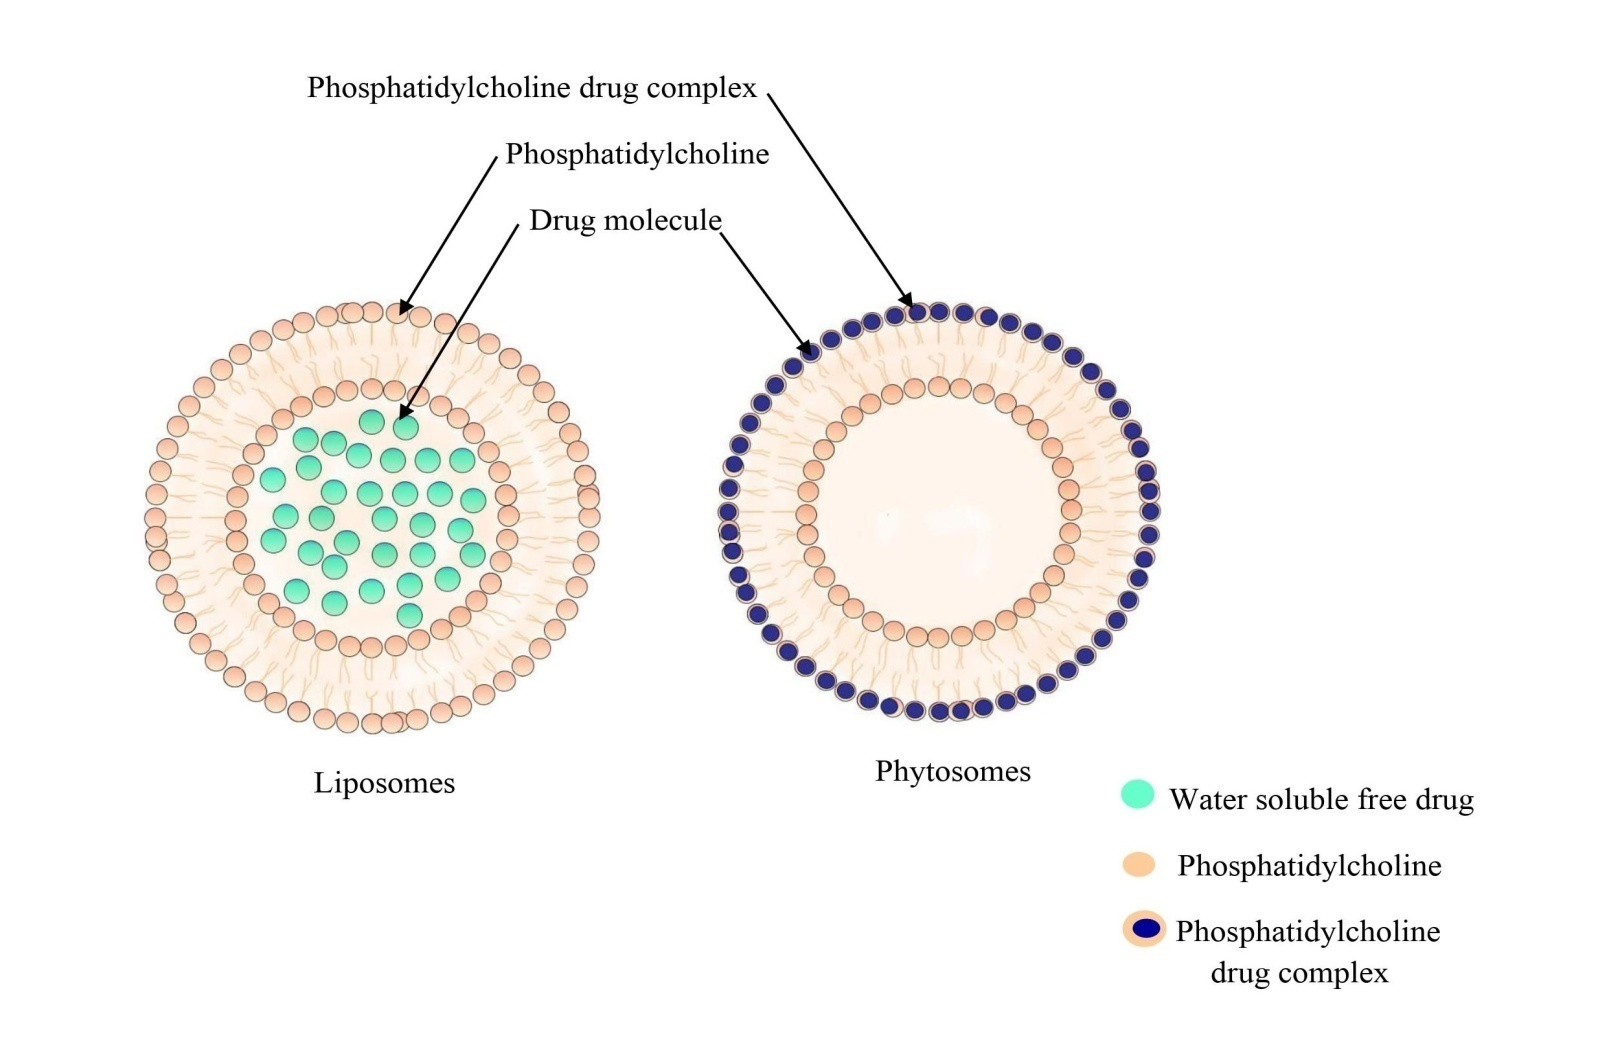 Phosphatidylcholine drug complex
Phosphatidylcholine
Drug molecule
Liposomes
Phytosomes
Water soluble free drug
Phosphatidylcholine
Phosphatidylcholine
drug complex